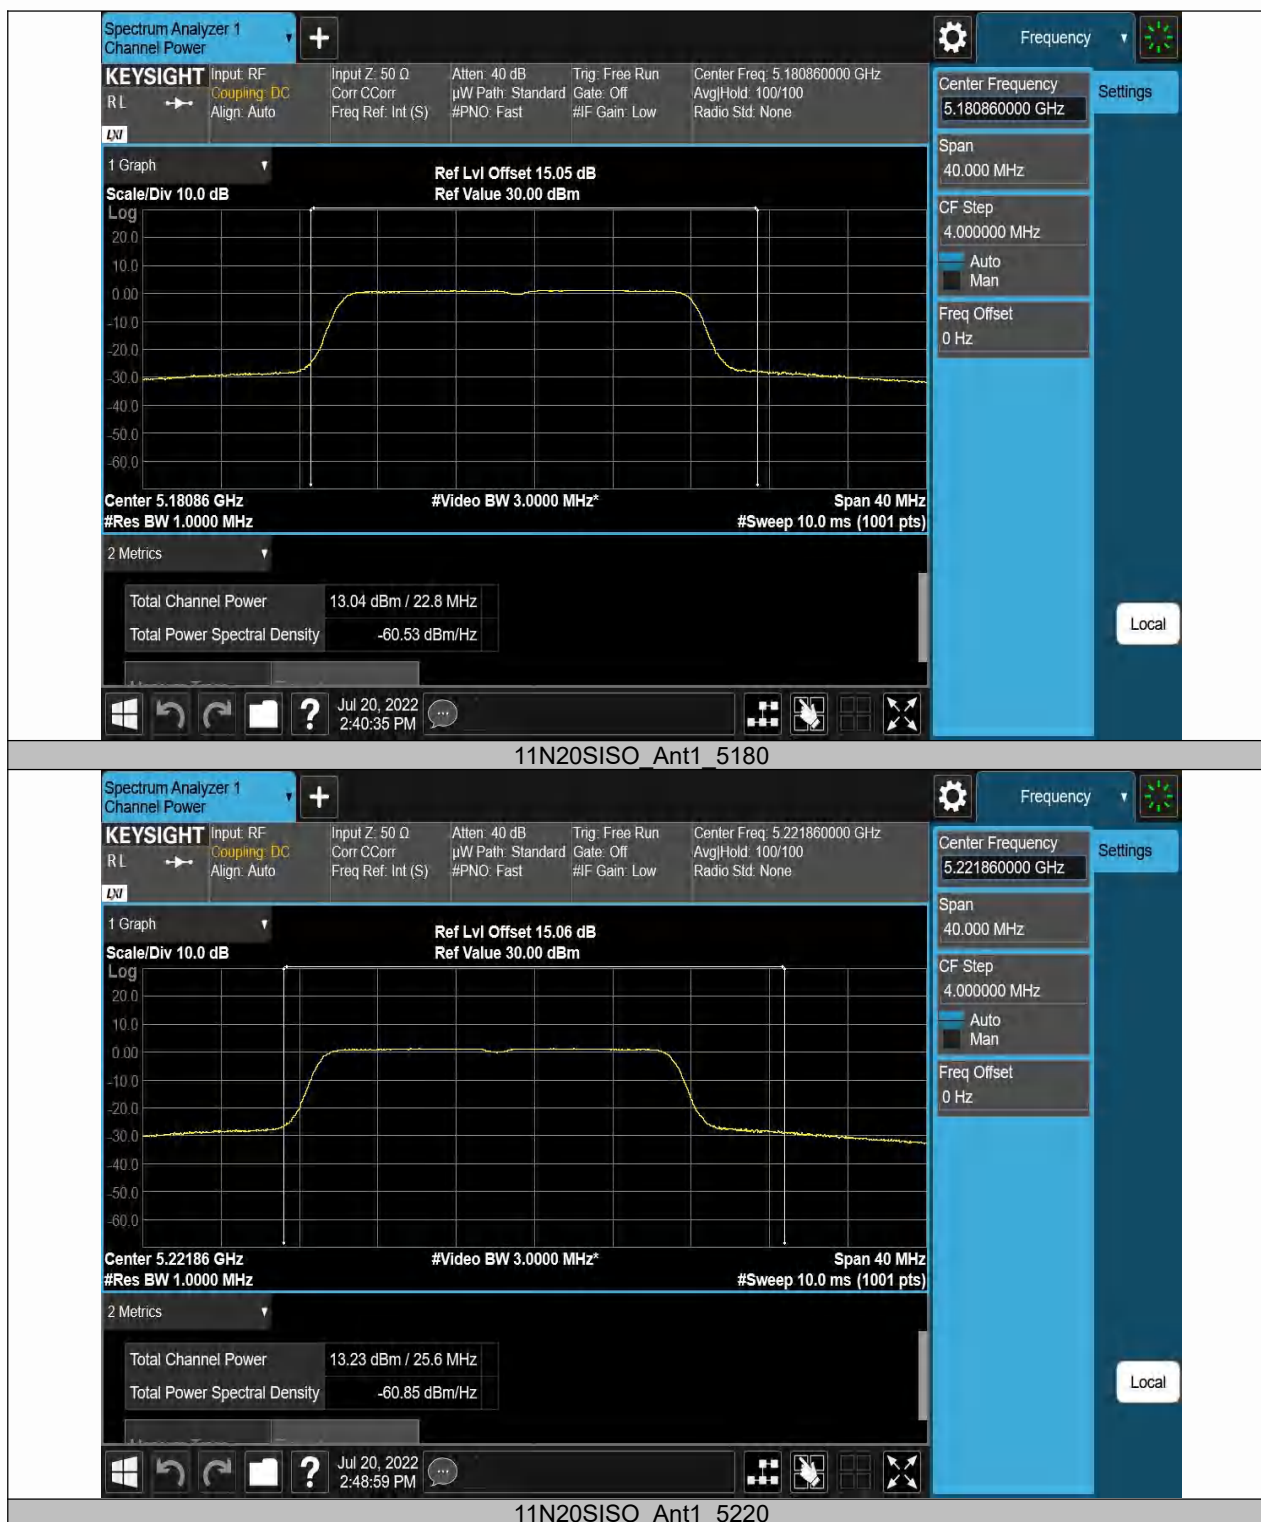 Spectrum Analyzer 1
Channel Power
Frequency
KEYSIGHT Input: RF Input Z: 50 Ω Atten: 40 dB Trig: Free Run Center Freq: 5.180860000 GHz
RL Coupling: DC Corr CCorr µW Path: Standard Gate: Off Avg|Hold: 100/100
Align: Auto Freq Ref: Int (S) #PNO: Fast #IF Gain: Low Radio Std: None
LXI
Center Frequency
5.180860000 GHz
Settings
Span
40.000 MHz
CF Step
4.000000 MHz
Auto
Man
Freq Offset
0 Hz
Local
1 Graph
Ref Lvl Offset 15.05 dB
Scale/Div 10.0 dB Ref Value 30.00 dBm
Log
20.0
10.0
0.00
-10.0
-20.0
-30.0
-40.0
-50.0
-60.0
Center 5.18086 GHz #Video BW 3.0000 MHz* Span 40 MHz
#Res BW 1.0000 MHz #Sweep 10.0 ms (1001 pts)
2 Metrics
Total Channel Power 13.04 dBm / 22.8 MHz
Total Power Spectral Density -60.53 dBm/Hz
Jul 20, 2022
2:40:35 PM
11N20SISO_Ant1_5180
Spectrum Analyzer 1
Channel Power
Frequency
KEYSIGHT Input: RF Input Z: 50 Ω Atten: 40 dB Trig: Free Run Center Freq: 5.221860000 GHz
RL Coupling: DC Corr CCorr µW Path: Standard Gate: Off Avg|Hold: 100/100
Align: Auto Freq Ref: Int (S) #PNO: Fast #IF Gain: Low Radio Std: None
LXI
Center Frequency
5.221860000 GHz
Settings
Span
40.000 MHz
CF Step
4.000000 MHz
Auto
Man
Freq Offset
0 Hz
Local
1 Graph
Ref Lvl Offset 15.06 dB
Scale/Div 10.0 dB Ref Value 30.00 dBm
Log
20.0
10.0
0.00
-10.0
-20.0
-30.0
-40.0
-50.0
-60.0
Center 5.22186 GHz #Video BW 3.0000 MHz* Span 40 MHz
#Res BW 1.0000 MHz #Sweep 10.0 ms (1001 pts)
2 Metrics
Total Channel Power 13.23 dBm / 25.6 MHz
Total Power Spectral Density -60.85 dBm/Hz
Jul 20, 2022
2:48:59 PM
11N20SISO_Ant1_5220